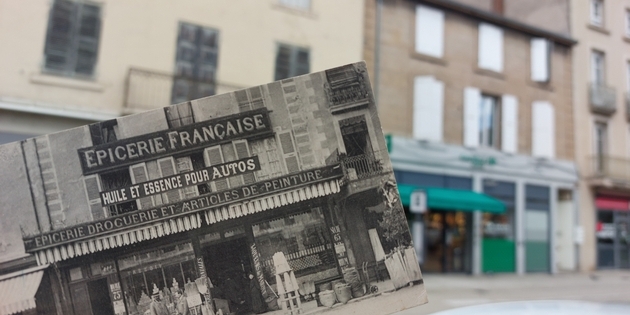 EPICERIE FRANÇAISE
HUILE ET ESSENCE POUR AUTOS
EPICERIE DROGUERIE ET ARTICLES DE PEINTURE